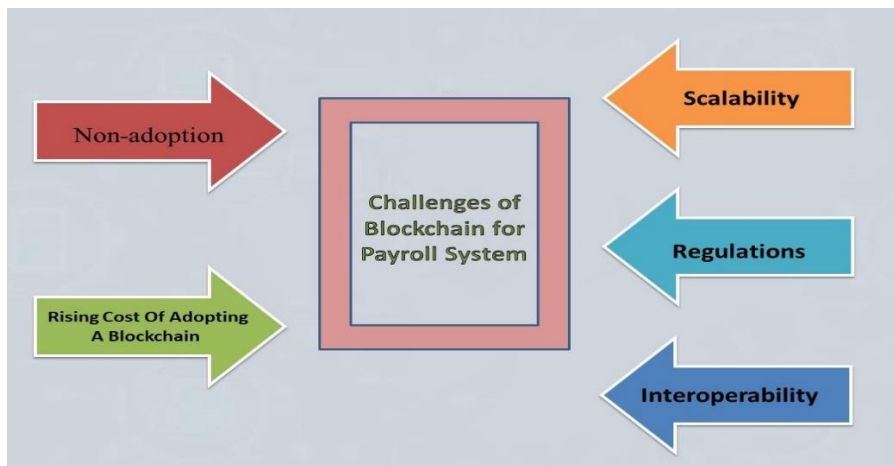 Non-adoption
Rising Cost Of Adopting
A Blockchain
Challenges of
Blockchain for
Payroll System
Scalability
Regulations
Interoperability